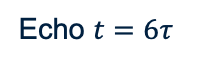 Echo t = 6τ